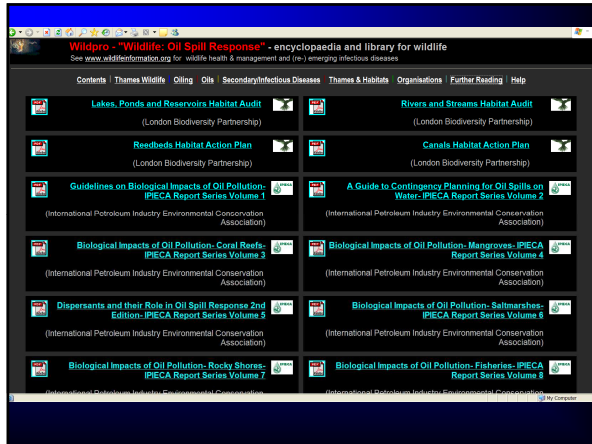 Wildpro - "Wildlife: Oil Spill Response" - encyclopaedia and library for wildlife
See www.wildlifeinformation.org for wildlife health & management and (re-) emerging infectious diseases
Contents | Thames Wildlife | Oiling | Oils | Secondary/Infectious Diseases | Thames & Habitats | Organisations | Further Reading | Help
Lakes, Ponds and Reservoirs Habitat Audit
(London Biodiversity Partnership)
Rivers and Streams Habitat Audit
(London Biodiversity Partnership)
Reedbeds Habitat Action Plan
(London Biodiversity Partnership)
Canals Habitat Action Plan
(London Biodiversity Partnership)
Guidelines on Biological Impacts of Oil Pollution-
IPIECA Report Series Volume 1
(International Petroleum Industry Environmental Conservation
Association)
A Guide to Contingency Planning for Oil Spills on
Water- IPIECA Report Series Volume 2
(International Petroleum Industry Environmental Conservation
Association)
Biological Impacts of Oil Pollution- Coral Reefs-
IPIECA Report Series Volume 3
(International Petroleum Industry Environmental Conservation
Association)
Biological Impacts of Oil Pollution- Mangroves- IPIECA
Report Series Volume 4
(International Petroleum Industry Environmental Conservation
Association)
Dispersants and their Role in Oil Spill Response 2nd
Edition- IPIECA Report Series Volume 5
(International Petroleum Industry Environmental Conservation
Association)
Biological Impacts of Oil Pollution- Saltmarshes-
IPIECA Report Series Volume 6
(International Petroleum Industry Environmental Conservation
Association)
Biological Impacts of Oil Pollution- Rocky Shores-
IPIECA Report Series Volume 7
(International Petroleum Industry Environmental Conservation
Biological Impacts of Oil Pollution- Fisheries- IPIECA
Report Series Volume 8
(International Petroleum Industry Environmental Conservation
My Computer